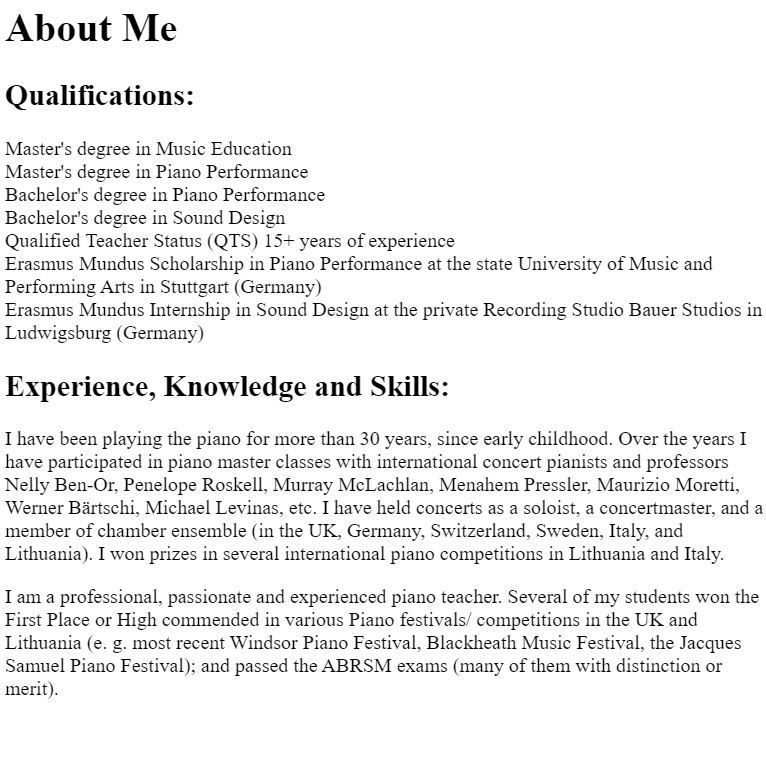 About Me
Qualifications:
Master's degree in Music Education
Master's degree in Piano Performance
Bachelor's degree in Piano Performance
Bachelor's degree in Sound Design
Qualified Teacher Status (QTS) 15+ years of experience
Erasmus Mundus Scholarship in Piano Performance at the state University of Music and
Performing Arts in Stuttgart (Germany)
Erasmus Mundus Internship in Sound Design at the private Recording Studio Bauer Studios in
Ludwigsburg (Germany)
Experience, Knowledge and Skills:
I have been playing the piano for more than 30 years, since early childhood. Over the years I
have participated in piano master classes with international concert pianists and professors
Nelly Ben-Or, Penelope Roskell, Murray McLachlan, Menahem Pressler, Maurizio Moretti,
Werner Bärtschi, Michael Levinas, etc. I have held concerts as a soloist, a concertmaster, and a
member of chamber ensemble (in the UK, Germany, Switzerland, Sweden, Italy, and
Lithuania). I won prizes in several international piano competitions in Lithuania and Italy.
I am a professional, passionate and experienced piano teacher. Several of my students won the
First Place or High commended in various Piano festivals/ competitions in the UK and
Lithuania (e. g. most recent Windsor Piano Festival, Blackheath Music Festival, the Jacques
Samuel Piano Festival); and passed the ABRSM exams (many of them with distinction or
merit).